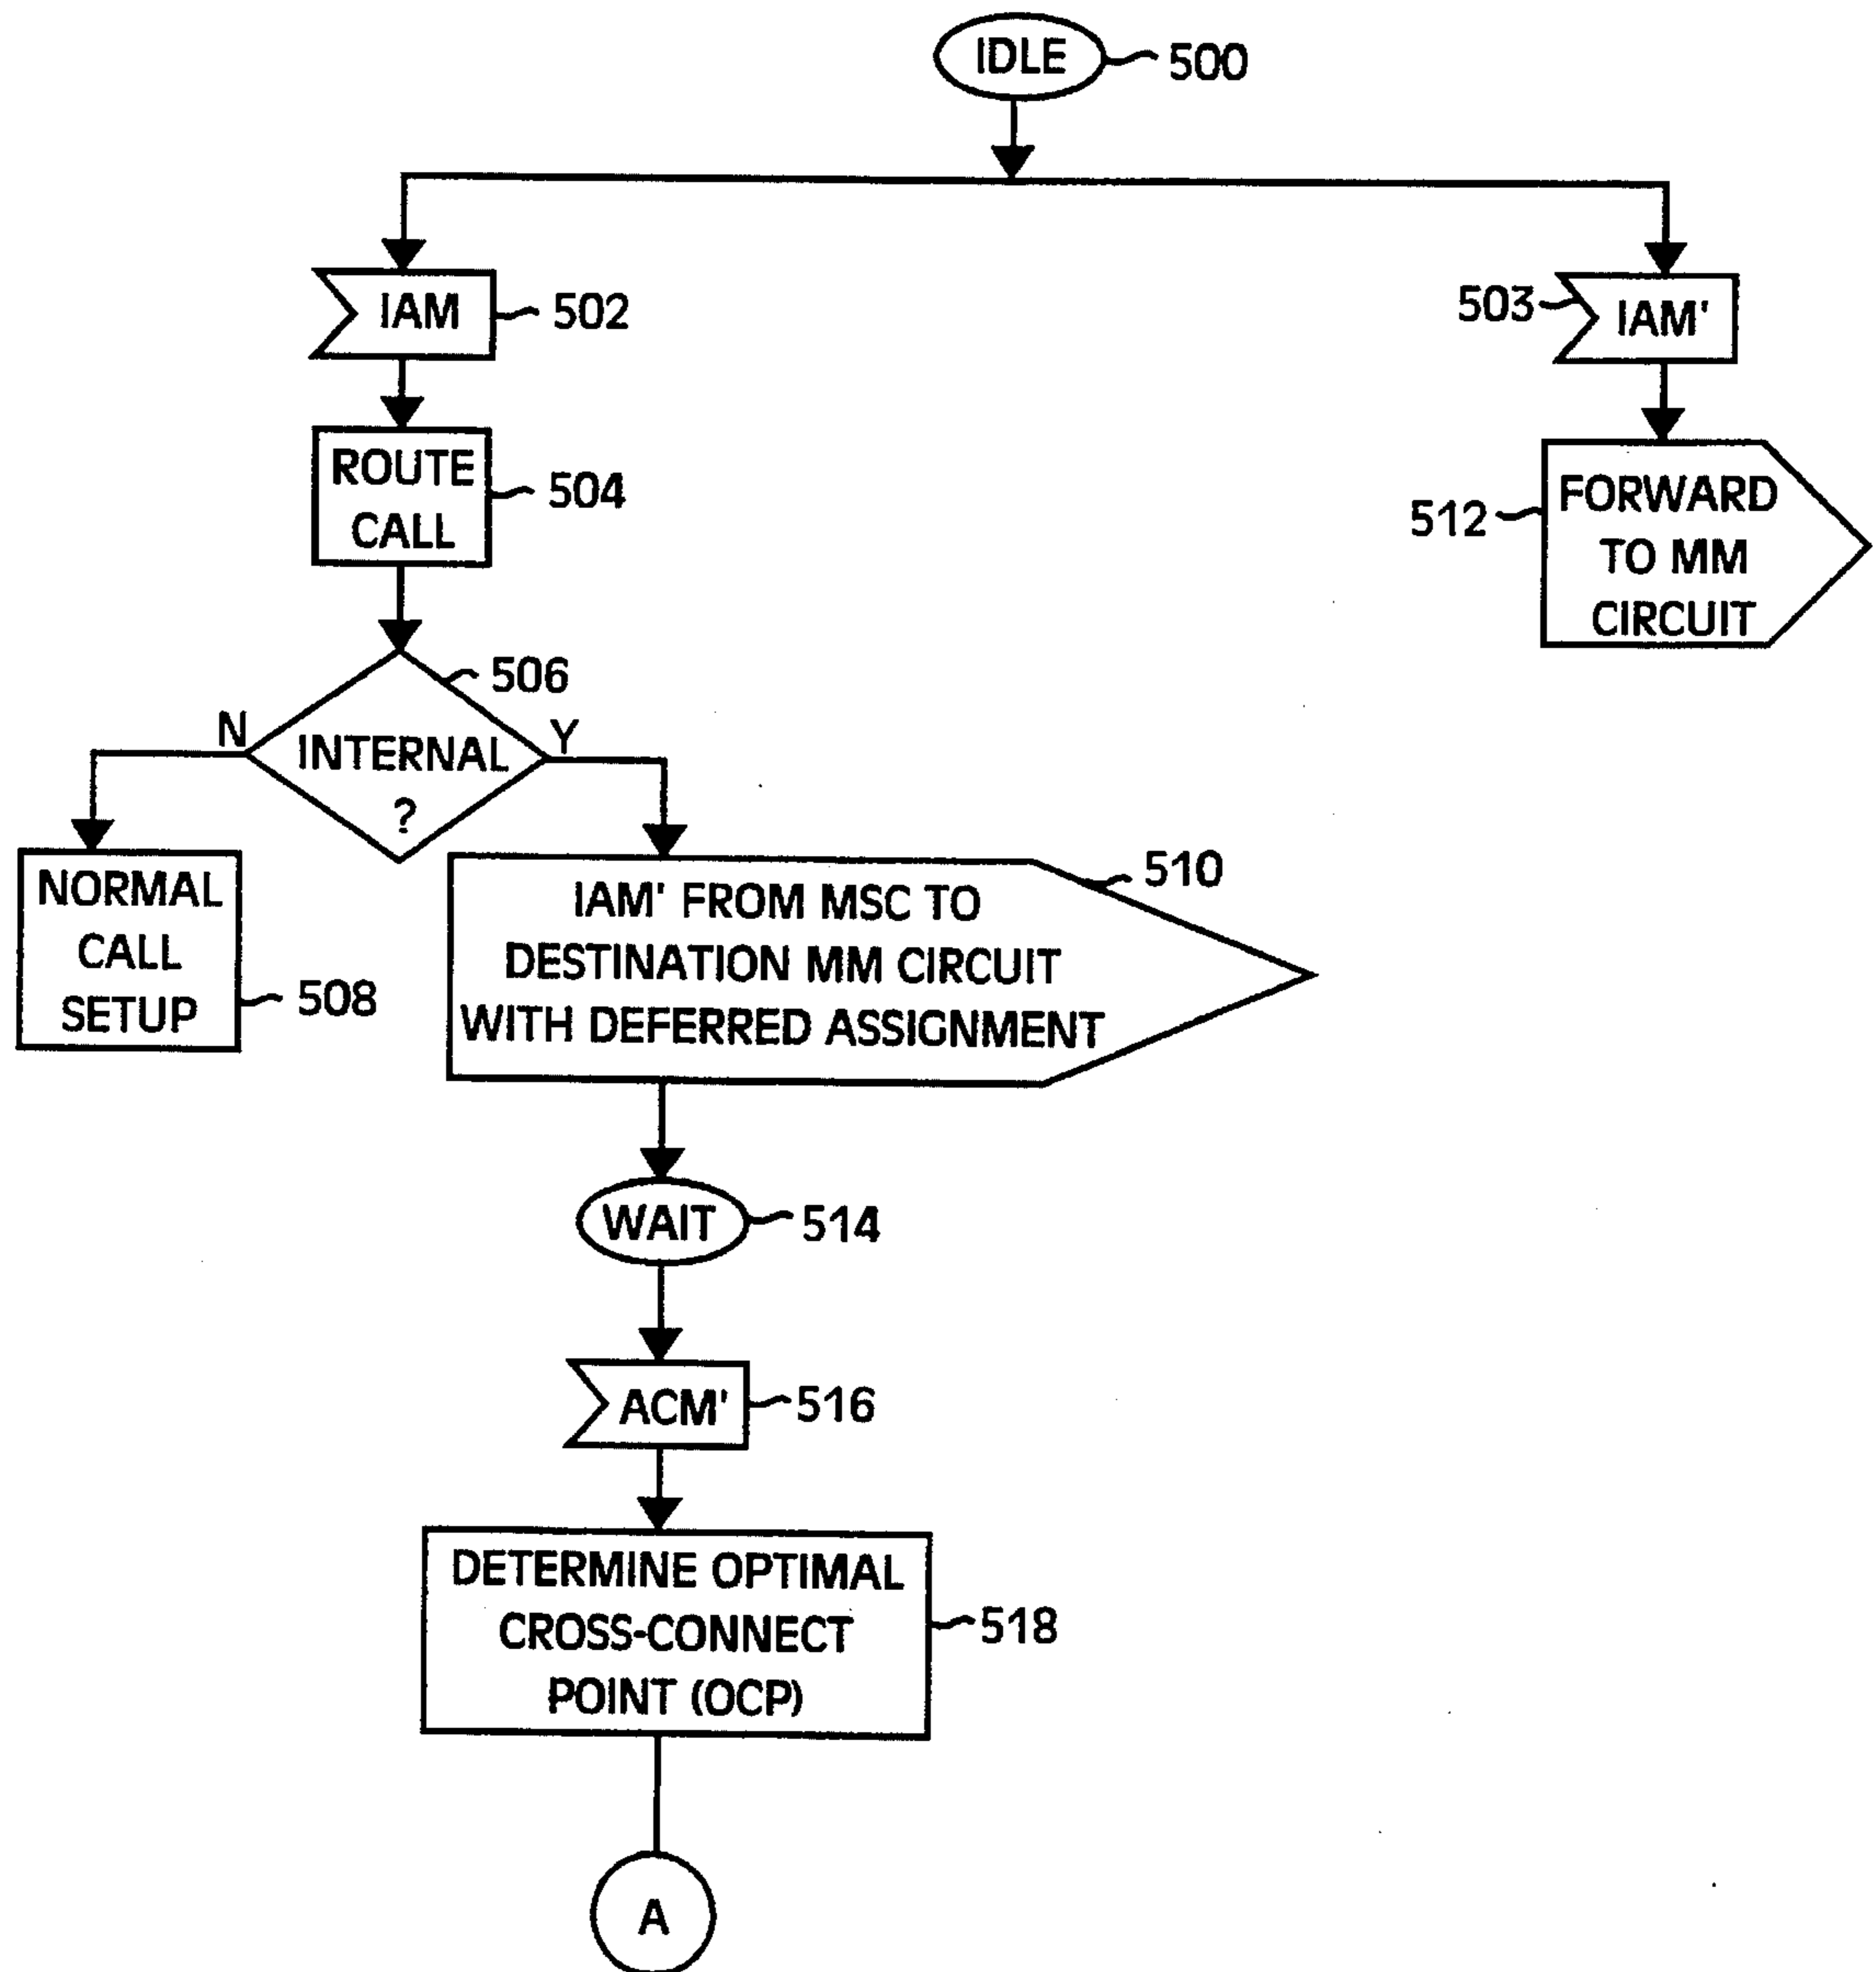 IDLE
500
IAM
502
503
IAM'
ROUTE
CALL
504
512
FORWARD
TO MM
CIRCUIT
506
N
INTERNAL
?
Y
NORMAL
CALL
SETUP
508
510
IAM' FROM MSC TO
DESTINATION MM CIRCUIT
WITH DEFERRED ASSIGNMENT
WAIT
514
ACM'
516
DETERMINE OPTIMAL
CROSS-CONNECT
POINT (OCP)
518
A